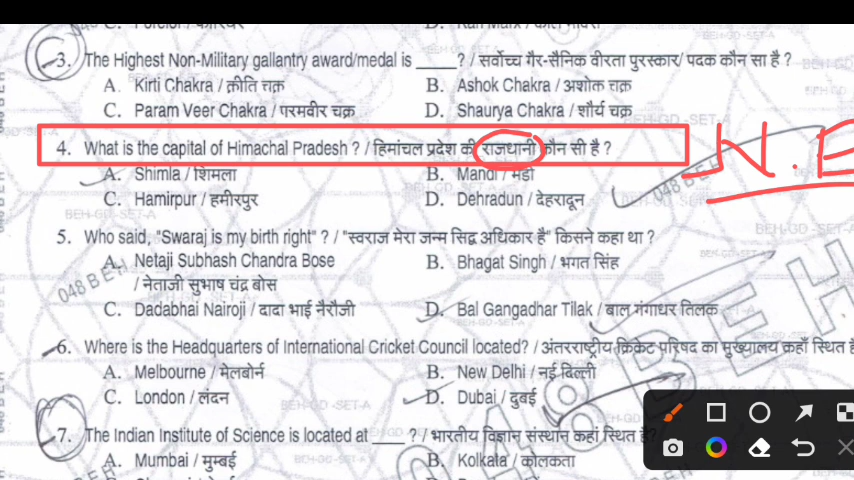 3. The Highest Non-Military gallantry award/medal is _____? / सर्वोच्च गैर-सैनिक वीरता पुरस्कार/ पदक कौन सा है ?
A. Kirti Chakra / क्रीति चक्र B. Ashok Chakra / अशोक चक्र
C. Param Veer Chakra / परमवीर चक्र D. Shaurya Chakra / शौर्य चक्र
4. What is the capital of Himachal Pradesh ? / हिमांचल प्रदेश की राजधानी कौन सी है ?
A. Shimla / शिमला B. Mandi / मंडी
C. Hamirpur / हमीरपुर D. Dehradun / देहरादून
5. Who said, "Swaraj is my birth right" ? / "स्वराज मेरा जन्म सिद्व अधिकार है" किसने कहा था ?
A. Netaji Subhash Chandra Bose B. Bhagat Singh / भगत सिंह
/ नेताजी सुभाष चंद्र बोस
C. Dadabhai Nairoji / दादा भाई नैरौजी D. Bal Gangadhar Tilak / बाल गंगाधर तिलक
6. Where is the Headquarters of International Cricket Council located? / अंतरराष्ट्रीय क्रिकेट परिषद का मुख्यालय कहाँ स्थित
A. Melbourne / मेलबोर्न B. New Delhi / नई दिल्ली
C. London / लंदन D. Dubai / दुबई
7. The Indian Institute of Science is located at ____ ? / भारतीय विज्ञान संस्थान कहां स्थित है?
A. Mumbai / मुम्बई B. Kolkata / कोलकता